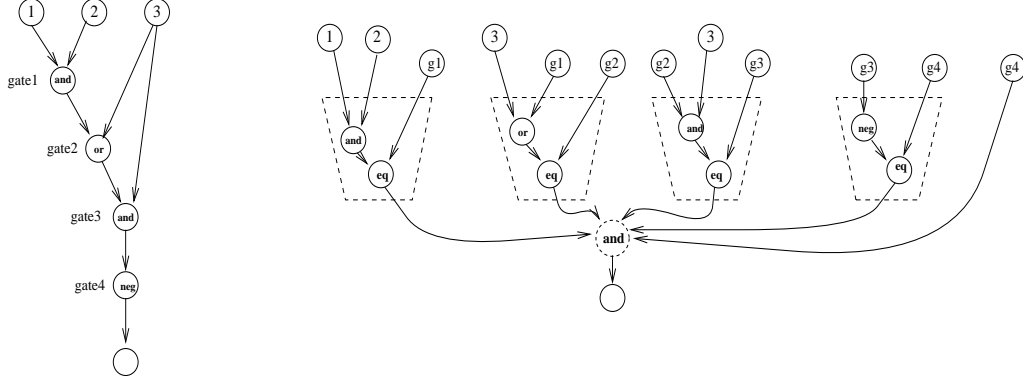 1 2 3
gate1 and
gate2 or
gate3 and
gate4 neg
1 2 g1
and
eq
3 g1 g2
or
eq
g2 3 g3
and
eq
g3 g4
neg
eq
g4
and